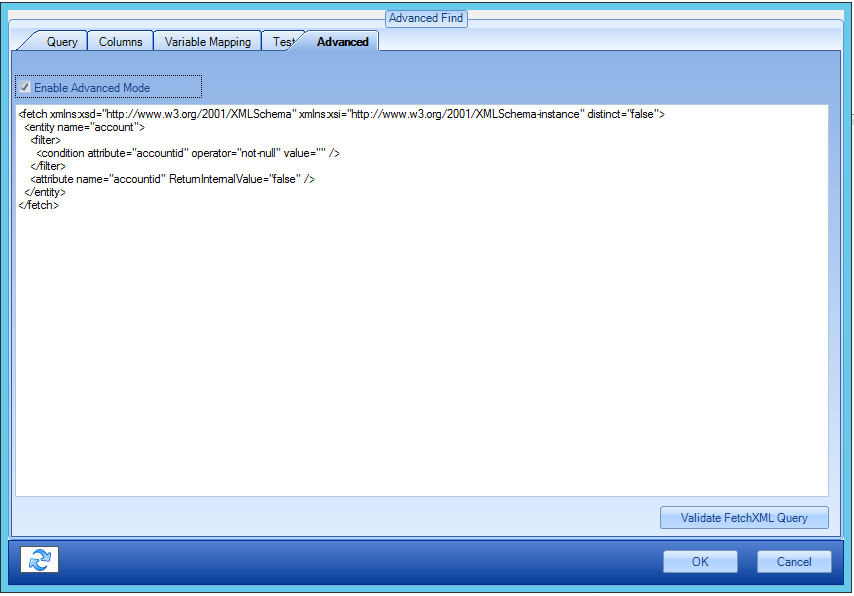 Advanced Find
Query Columns Variable Mapping Test Advanced
Enable Advanced Mode
<fetch xmlns:xsd="http://www.w3.org/2001/XMLSchema" xmlns:xsi="http://www.w3.org/2001/XMLSchema-instance" distinct="false">
  <entity name="account">
    <filter>
      <condition attribute="accountid" operator="not-null" value="" />
    </filter>
    <attribute name="accountid" ReturnInternalValue="false" />
  </entity>
</fetch>
Validate FetchXML Query
OK Cancel